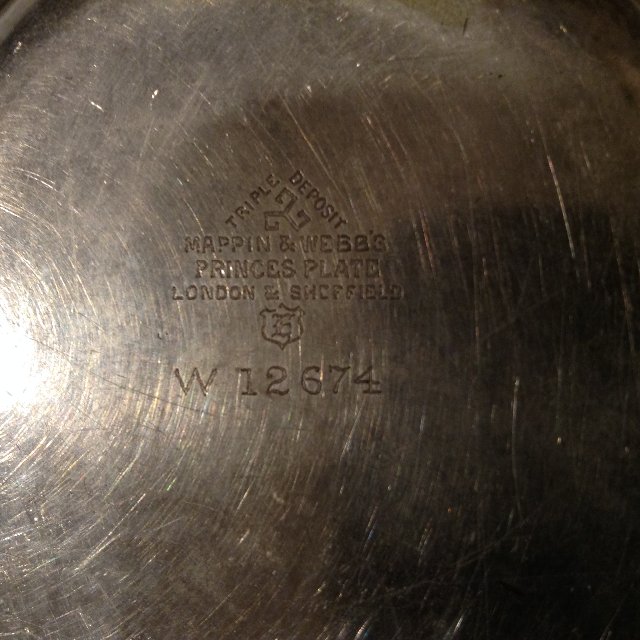 TRIPLE DEPOSIT
MAPPIN & WEBB'S
PRINCES PLATE
LONDON & SHEFFIELD
W 12674